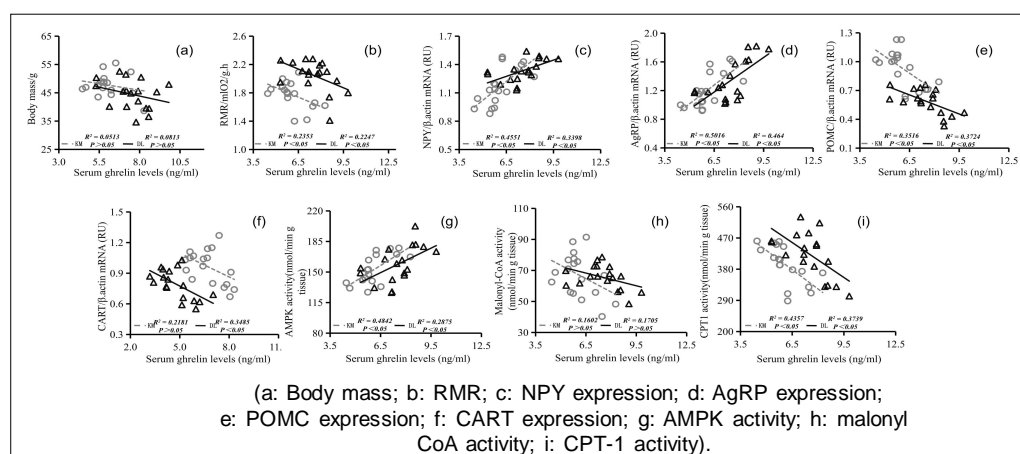 (a)
65
55
45
35
25
Body mass/g
R² = 0.0513
P >0.05
R² = 0.0813
P >0.05
KM
DL
3.0
5.5
8.0
10.5
13.0
Serum ghrelin levels (ng/ml)
(b)
2.6
2.2
1.8
1.4
1.0
RMR/mlO2/g.h
R² = 0.2353
P <0.05
R² = 0.2247
P <0.05
KM
DL
3.5
6.5
9.5
12.5
Serum ghrelin levels (ng/ml)
(c)
1.7
1.4
1.1
0.8
0.5
NPY/β.actin mRNA (RU)
R² = 0.4551
P <0.05
R² = 0.3398
P <0.05
KM
DL
3.5
6.5
9.5
12.5
Serum ghrelin levels (ng/ml)
(d)
2.0
1.6
1.2
0.8
0.4
AgRP/β.actin mRNA (RU)
R² = 0.5016
P <0.05
R² = 0.464
P <0.05
KM
DL
3.5
6.5
9.5
12.5
Serum ghrelin levels (ng/ml)
(e)
1.3
1.0
0.7
0.4
0.1
POMC/β.actin mRNA (RU)
R² = 0.3516
P <0.05
R² = 0.3724
P <0.05
KM
DL
3.5
6.5
9.5
12.5
Serum ghrelin levels (ng/ml)
(f)
1.5
1.2
0.9
0.6
0.3
CART/β.actin mRNA (RU)
R² = 0.2181
P >0.05
R² = 0.3485
P <0.05
KM
DL
2.0
5.0
8.0
11.
Serum ghrelin levels (ng/ml)
(g)
220
185
150
115
80
AMPK activity(nmol/min g
tissue)
R² = 0.4842
P <0.05
R² = 0.2875
P <0.05
KM
DL
3.5
6.5
9.5
12.5
Serum ghrelin levels (ng/ml)
(h)
110
90
70
50
30
Malonyl-CoA activity
(nmol/min g tissue)
R² = 0.1602
P >0.05
R² = 0.1705
P >0.05
KM
DL
3.5
6.5
9.5
12.5
Serum ghrelin levels (ng/ml)
(i)
560
470
380
290
200
CPT1 activity(nmol/min g tissue)
R² = 0.4357
P <0.05
R² = 0.3739
P <0.05
KM
DL
3.5
6.5
9.5
12.5
Serum ghrelin levels (ng/ml)
(a: Body mass; b: RMR; c: NPY expression; d: AgRP expression;
e: POMC expression; f: CART expression; g: AMPK activity; h: malonyl
CoA activity; i: CPT-1 activity).